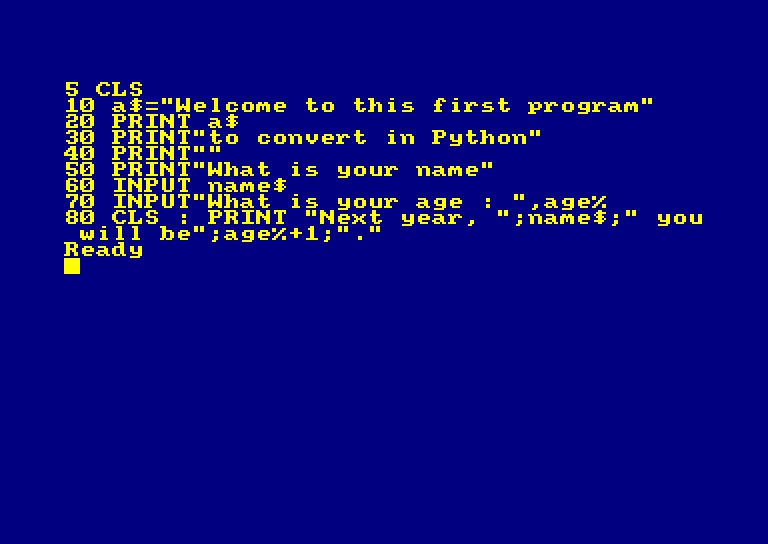 5 CLS
10 a$="Welcome to this first program"
20 PRINT a$
30 PRINT"to convert in Python"
40 PRINT""
50 PRINT"What is your name"
60 INPUT name$
70 INPUT"What is your age : ",age%
80 CLS : PRINT "Next year, ";name$;" you
 will be";age%+1;"."
Ready